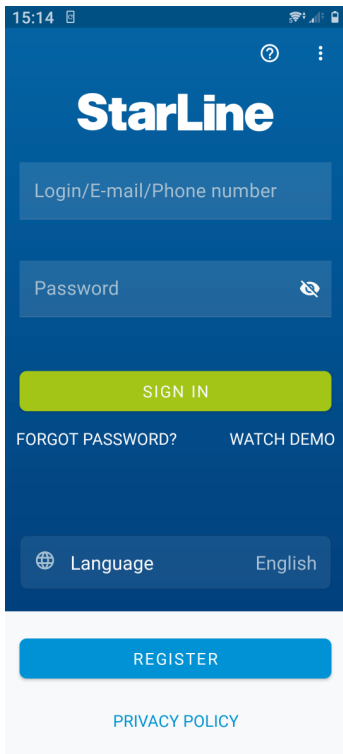 15:14
StarLine
Login/E-mail/Phone number
Password
SIGN IN
FORGOT PASSWORD? WATCH DEMO
Language English
REGISTER
PRIVACY POLICY